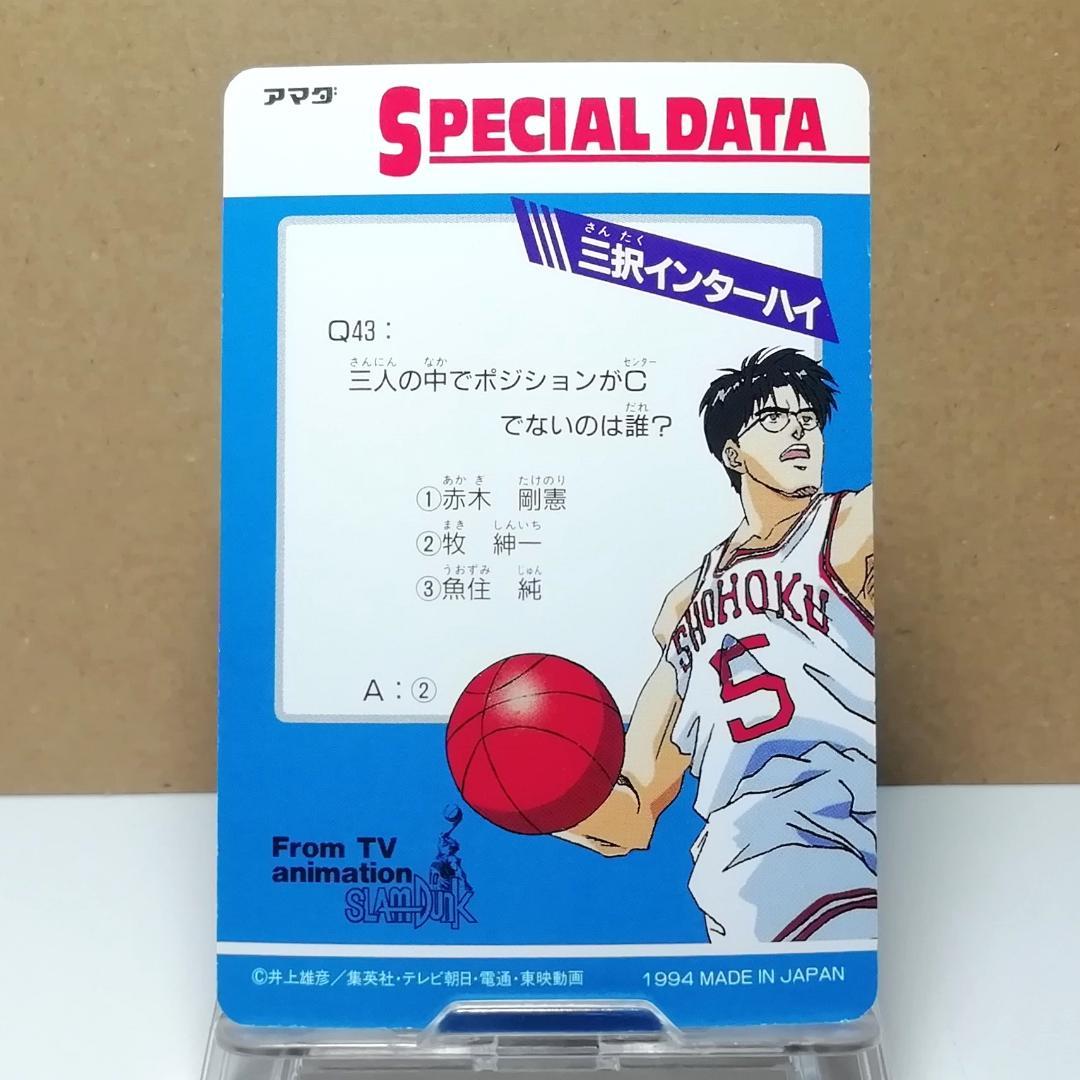 アマダ
SPECIAL DATA
さんたく
三択インターハイ
Q43:
さんにん なか センター
三人の中でポジションがC
だれ
でないのは誰?
あかぎ たけのり
①赤木 剛憲
まき しんいち
②牧 紳一
うおずみ じゅん
③魚住 純
A:②
SHOHOKU
5
From TV
animation
SLAM DUNK
©井上雄彦/集英社・テレビ朝日・電通・東映動画
1994 MADE IN JAPAN